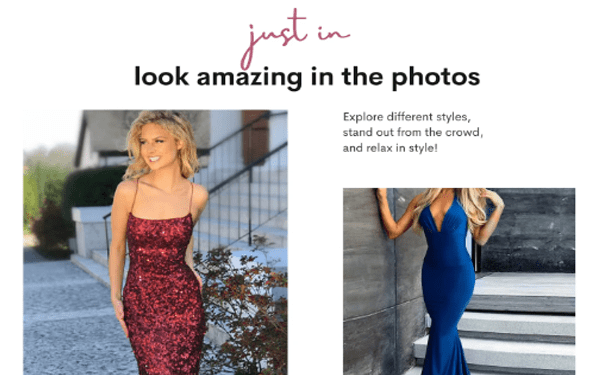 just in
look amazing in the photos
Explore different styles,
stand out from the crowd,
and relax in style!